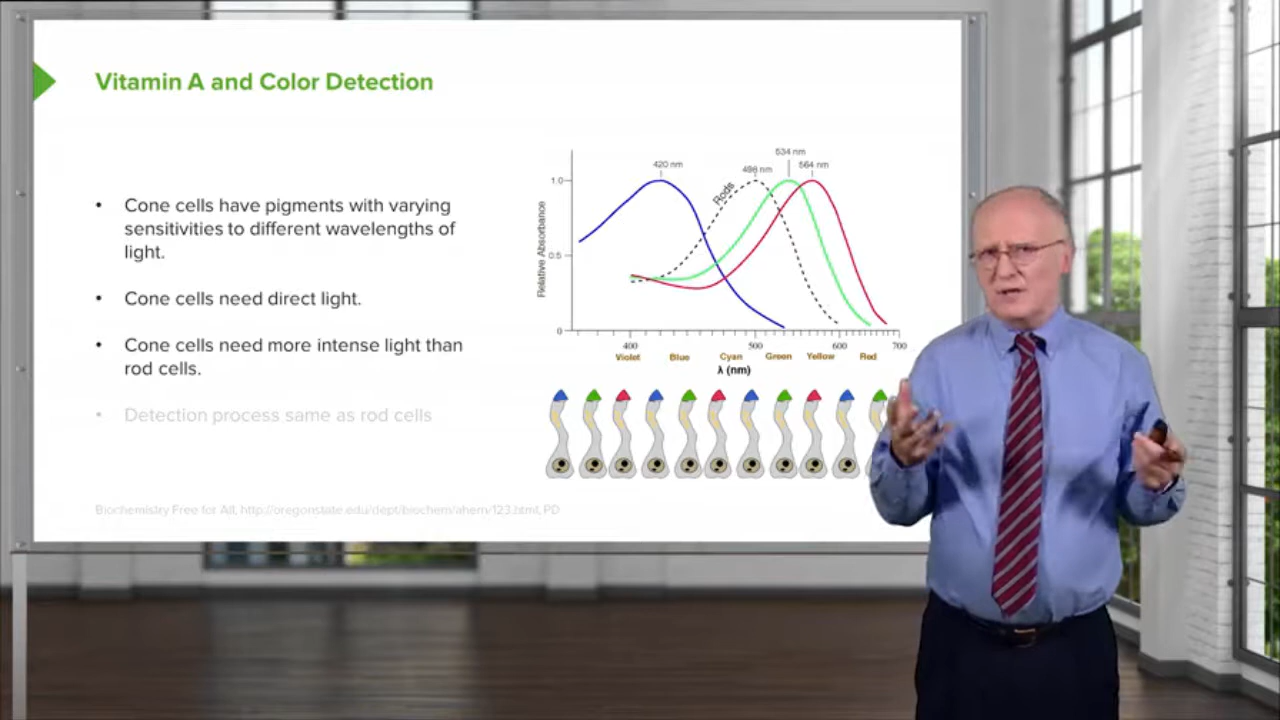 Vitamin A and Color Detection
• Cone cells have pigments with varying
sensitivities to different wavelengths of
light.
• Cone cells need direct light.
• Cone cells need more intense light than
rod cells.
• Detection process same as rod cells
Biochemistry Free for All, http://oregonstate.edu/dept/biochem/ahern/123.html, PD
534 nm
420 nm 498 nm 564 nm
Rods
1.0
0.5
0
Relative Absorbance
400 500 600 700
Violet Blue Cyan Green Yellow Red
λ (nm)